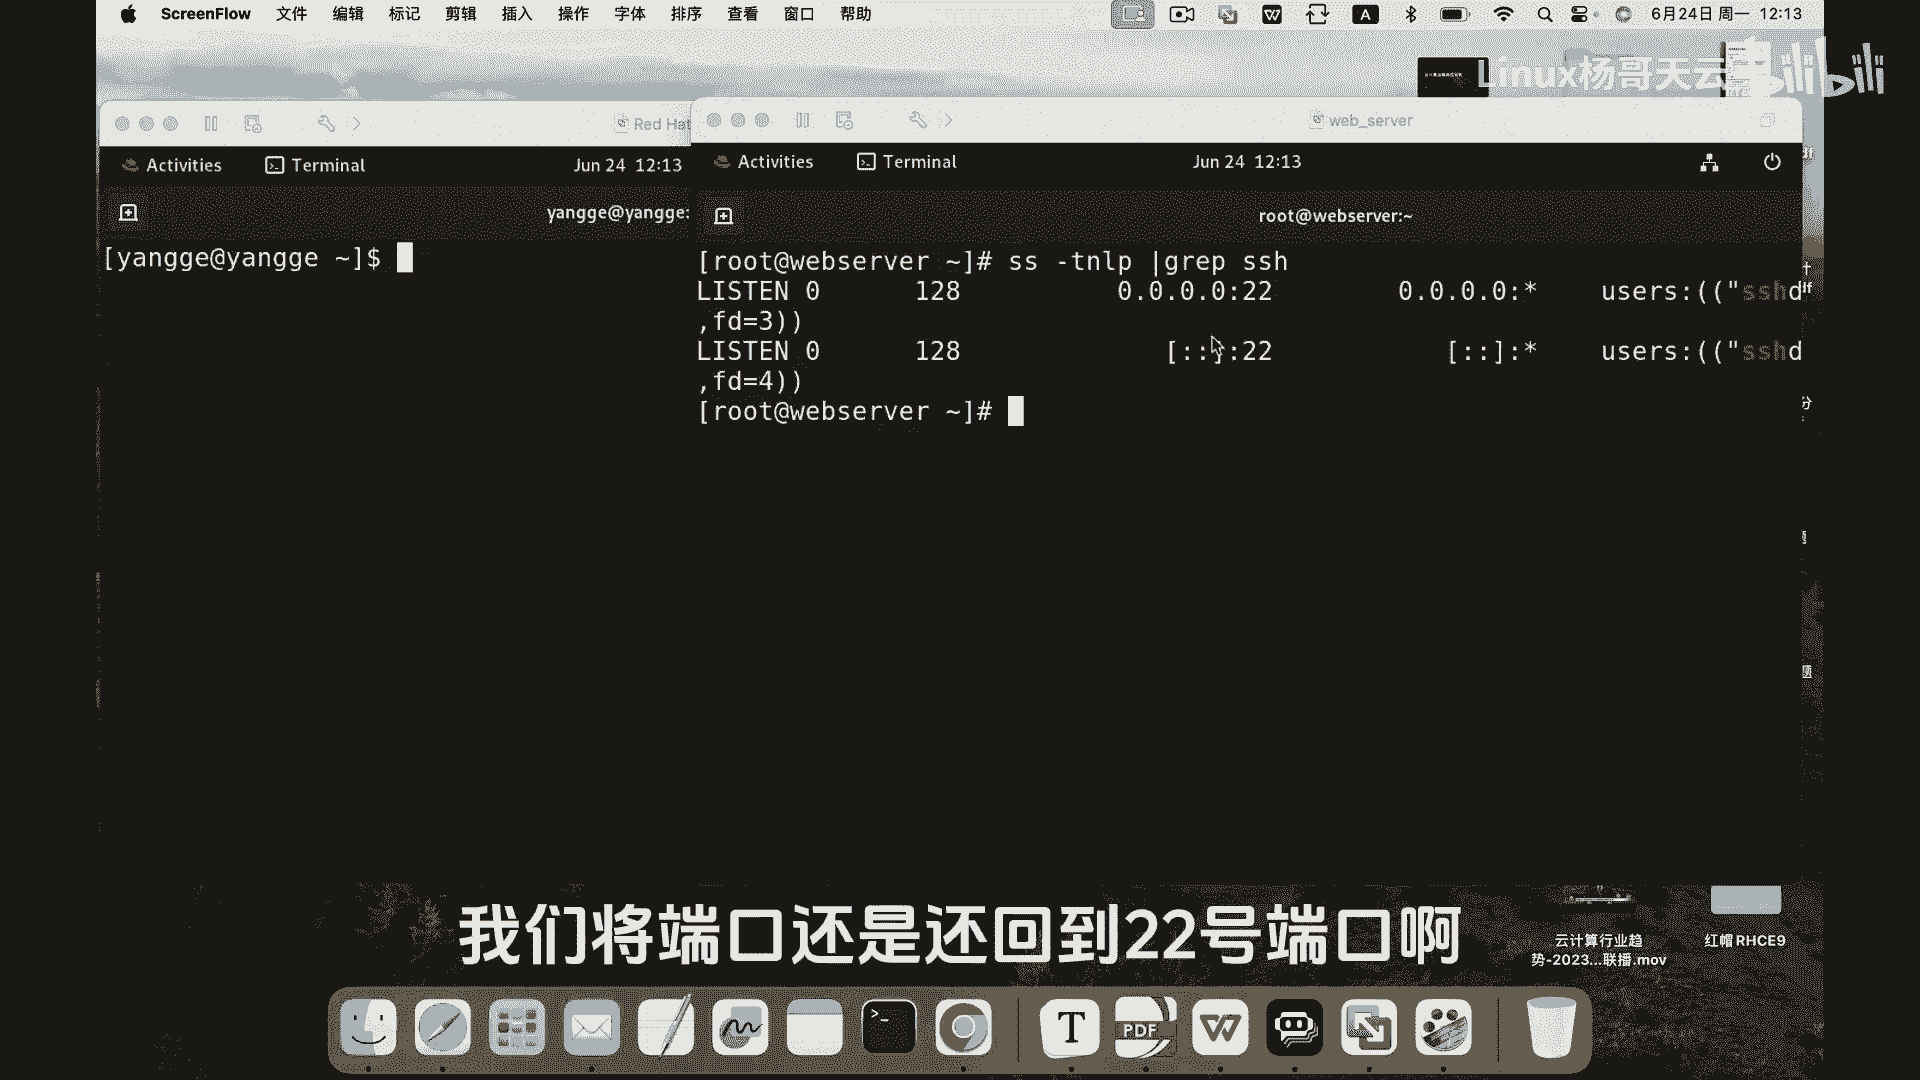 ScreenFlow 文件 编辑 标记 剪辑 插入 操作 字体 排序 查看 窗口 帮助
A
6月24日 周一 12:13
Linux杨哥天云
bilibili
Red Hat
web_server
Activities Terminal Jun 24 12:13
Activities Terminal Jun 24 12:13
yangge@yangge:
root@webserver:~
[yangge@yangge ~]$
[root@webserver ~]# ss -tnlp |grep ssh
LISTEN 0 128 0.0.0.0:22 0.0.0.0:* users:(("sshd
,fd=3))
LISTEN 0 128 [::]:22 [::]:* users:(("sshd
,fd=4))
[root@webserver ~]#
我们将端口还是还回到22号端口啊
云计算行业趋
势-2023...联播.mov
红帽 RHCE9
T
PDF